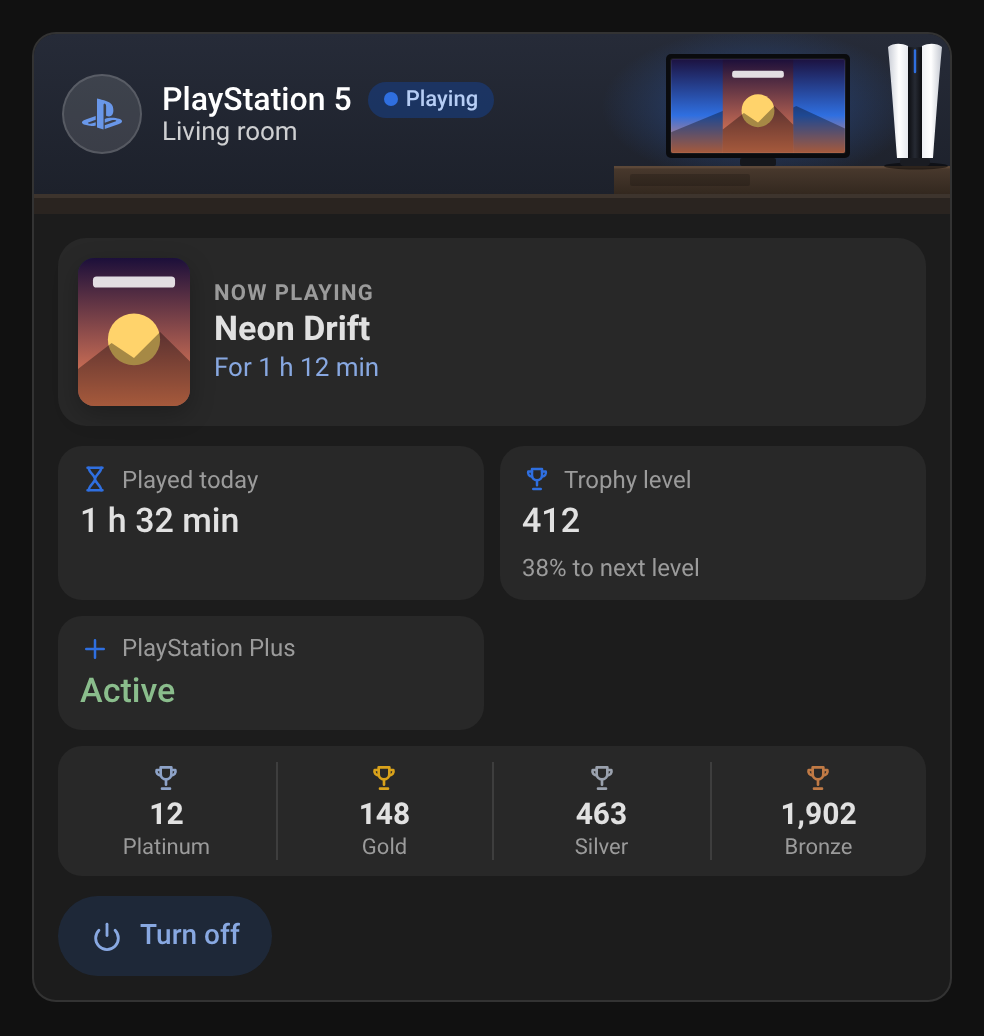 PlayStation 5
Playing
Living room
NOW PLAYING
Neon Drift
For 1 h 12 min
Played today
1 h 32 min
Trophy level
412
38% to next level
PlayStation Plus
Active
12
Platinum
148
Gold
463
Silver
1,902
Bronze
Turn off